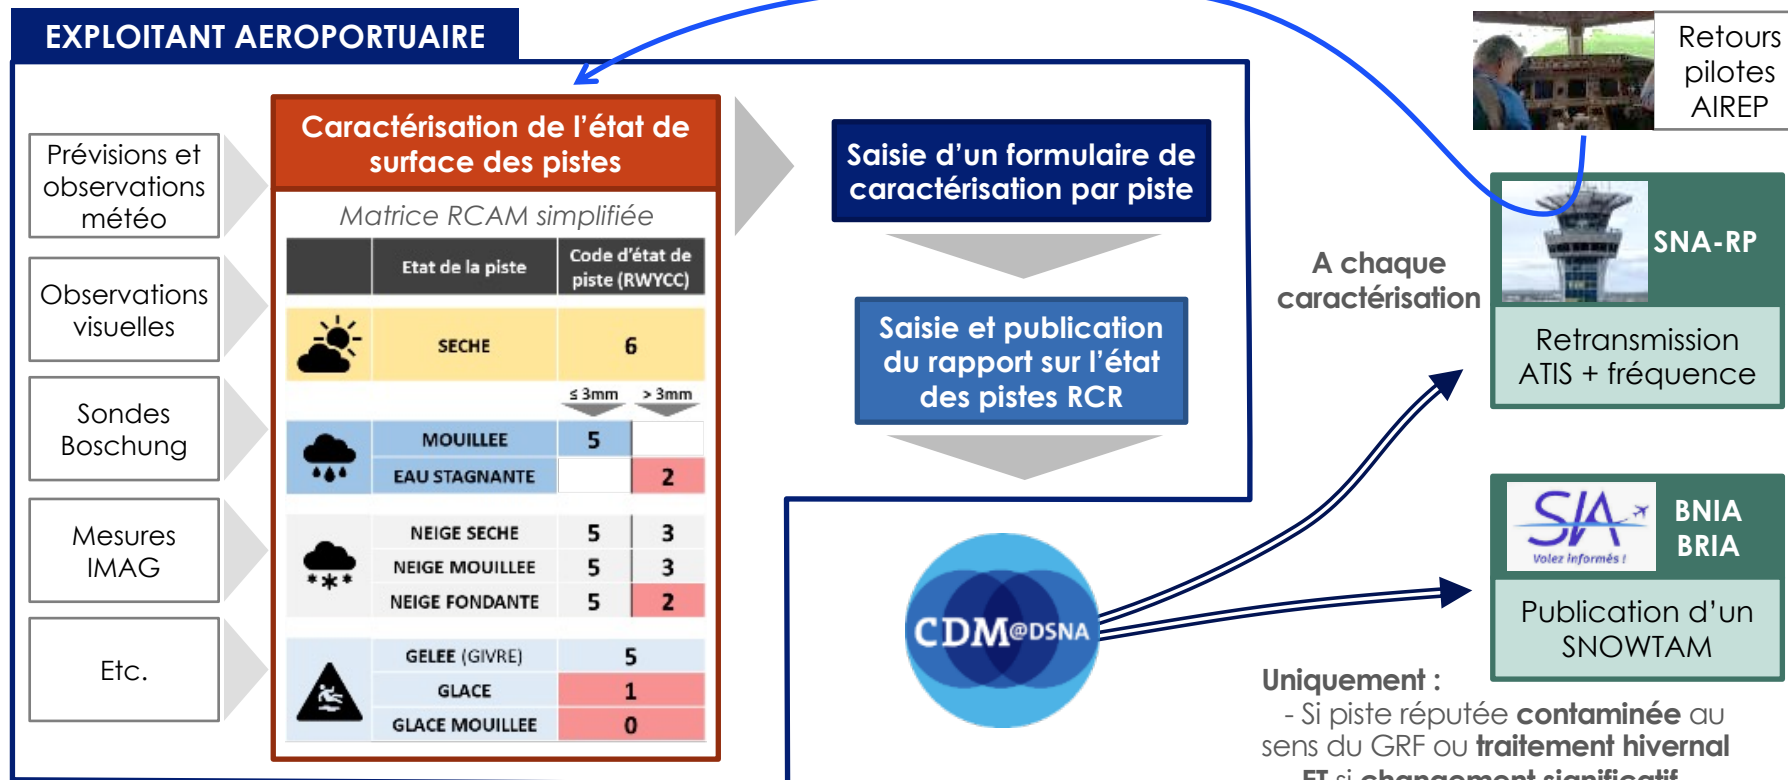 EXPLOITANT AEROPORTUAIRE
Prévisions et
observations
météo
Observations
visuelles
Sondes
Boschung
Mesures
IMAG
Etc.
Caractérisation de l’état de
surface des pistes
Matrice RCAM simplifiée
Etat de la piste
Code d'état de
piste (RWYCC)
SECHE 6
≤ 3mm > 3mm
MOUILLEE 5
EAU STAGNANTE 2
NEIGE SECHE 5 3
NEIGE MOUILLEE 5 3
NEIGE FONDANTE 5 2
GELEE (GIVRE) 5
GLACE 1
GLACE MOUILLEE 0
Saisie d’un formulaire de
caractérisation par piste
Saisie et publication
du rapport sur l’état
des pistes RCR
CDM@DSNA
Retours
pilotes
AIREP
A chaque
caractérisation
SNA-RP
Retransmission
ATIS + fréquence
SIA
Volez informés !
BNIA
BRIA
Publication d’un
SNOWTAM
Uniquement :
- Si piste réputée contaminée au
sens du GRF ou traitement hivernal
ET si changement significatif